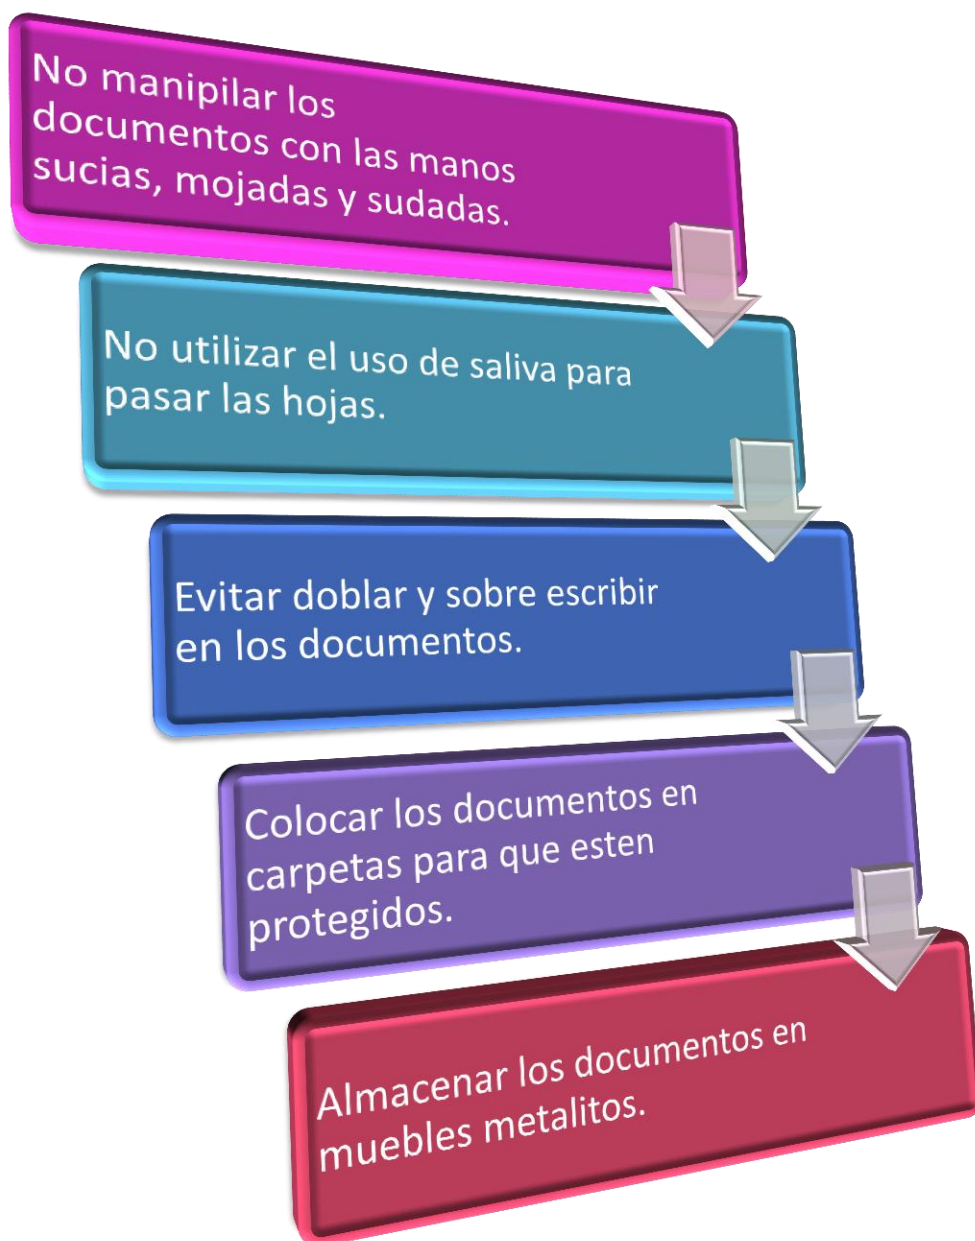 No manipilar los
documentos con las manos
sucias, mojadas y sudadas.
No utilizar el uso de saliva para
pasar las hojas.
Evitar doblar y sobre escribir
en los documentos.
Colocar los documentos en
carpetas para que esten
protegidos.
Almacenar los documentos en
muebles metalitos.